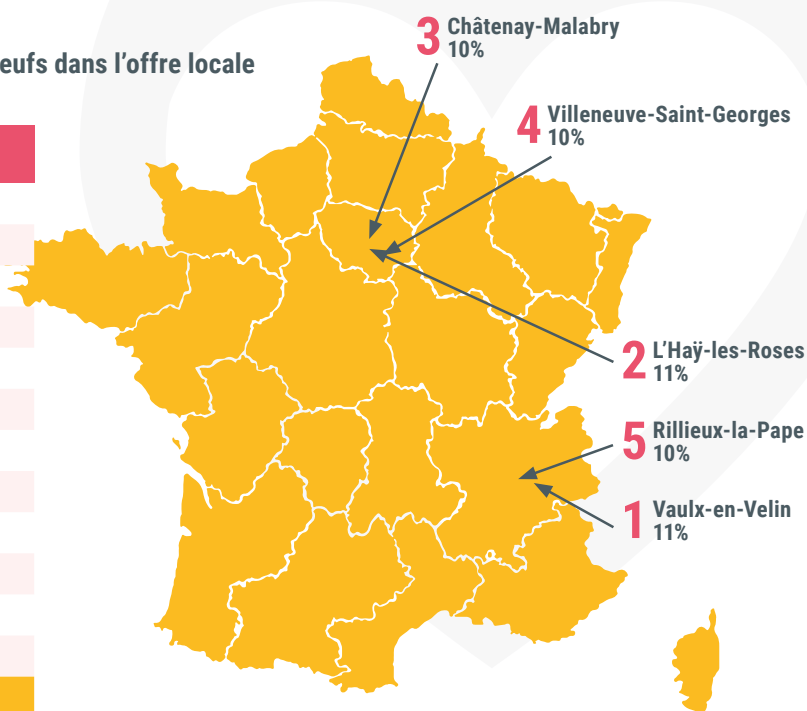 3 Châtenay-Malabry
10%
eufs dans l’offre locale
4 Villeneuve-Saint-Georges
10%
2 L’Haÿ-les-Roses
11%
5 Rillieux-la-Pape
10%
1 Vaulx-en-Velin
11%